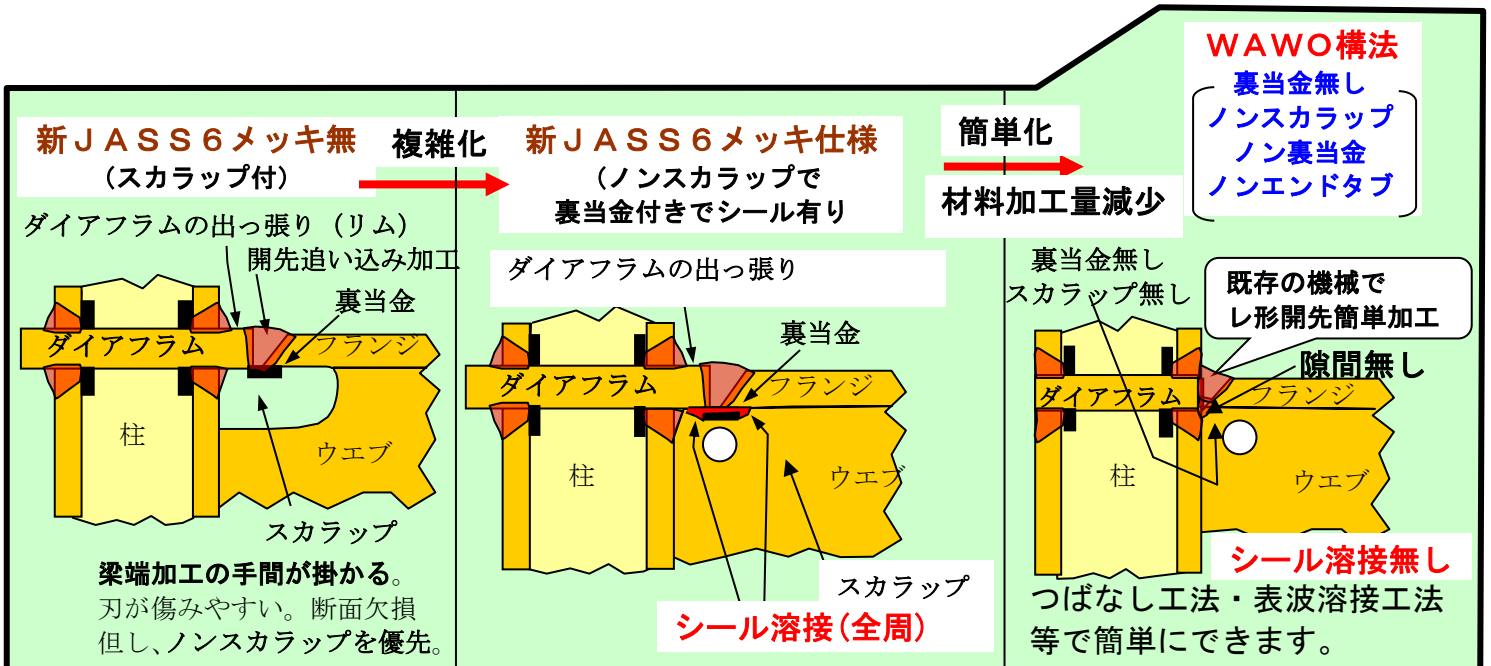 新ＪＡＳＳ６メッキ無
（スカラップ付）
ダイアフラムの出っ張り（リム）
開先追い込み加工
裏当金
ダイアフラム
フランジ
柱
ウエブ
スカラップ
梁端加工の手間が掛かる。
刃が傷みやすい。断面欠損
但し、ノンスカラップを優先。
複雑化
新ＪＡＳＳ６メッキ仕様
（ノンスカラップで
裏当金付きでシール有り
ダイアフラムの出っ張り
裏当金
ダイアフラム
フランジ
柱
ウエブ
スカラップ
シール溶接(全周)
簡単化
材料加工量減少
ＷＡＷＯ構法
裏当金無し
ノンスカラップ
ノン裏当金
ノンエンドタブ
裏当金無し
スカラップ無し
既存の機械で
レ形開先簡単加工
隙間無し
ダイアフラム
フランジ
柱
ウエブ
シール溶接無し
つばなし工法・表波溶接工法
等で簡単にできます。